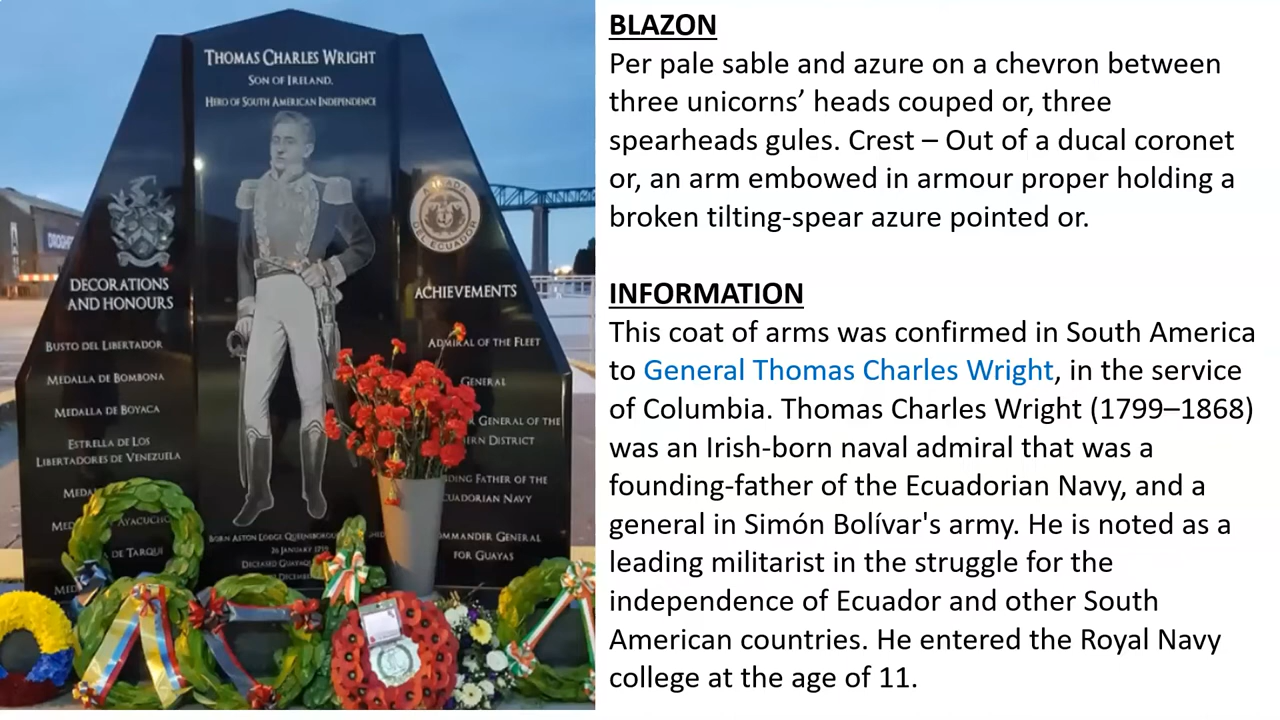 THOMAS CHARLES WRIGHT
SON OF IRELAND,
HERO OF SOUTH AMERICAN INDEPENDENCE
DECORATIONS
AND HONOURS
BUSTO DEL LIBERTADOR
MEDALLA DE BOMBONA
MEDALLA DE BOYACA
ESTRELLA DE LOS
LIBERTADORES DE VENEZUELA
AYACUCHO
DE TARQUI
BORN ASTON LODGE
26 JANUARY
DECEASED
ARMADA
DEL ECUADOR
ACHIEVEMENTS
ADMIRAL OF THE FLEET
GENERAL
GENERAL OF THE
DISTRICT
FATHER OF THE
NAVY
GENERAL
FOR GUAYAS
BLAZON
Per pale sable and azure on a chevron between
three unicorns’ heads couped or, three
spearheads gules. Crest – Out of a ducal coronet
or, an arm embowed in armour proper holding a
broken tilting-spear azure pointed or.
INFORMATION
This coat of arms was confirmed in South America
to General Thomas Charles Wright, in the service
of Columbia. Thomas Charles Wright (1799–1868)
was an Irish-born naval admiral that was a
founding-father of the Ecuadorian Navy, and a
general in Simón Bolívar's army. He is noted as a
leading militarist in the struggle for the
independence of Ecuador and other South
American countries. He entered the Royal Navy
college at the age of 11.